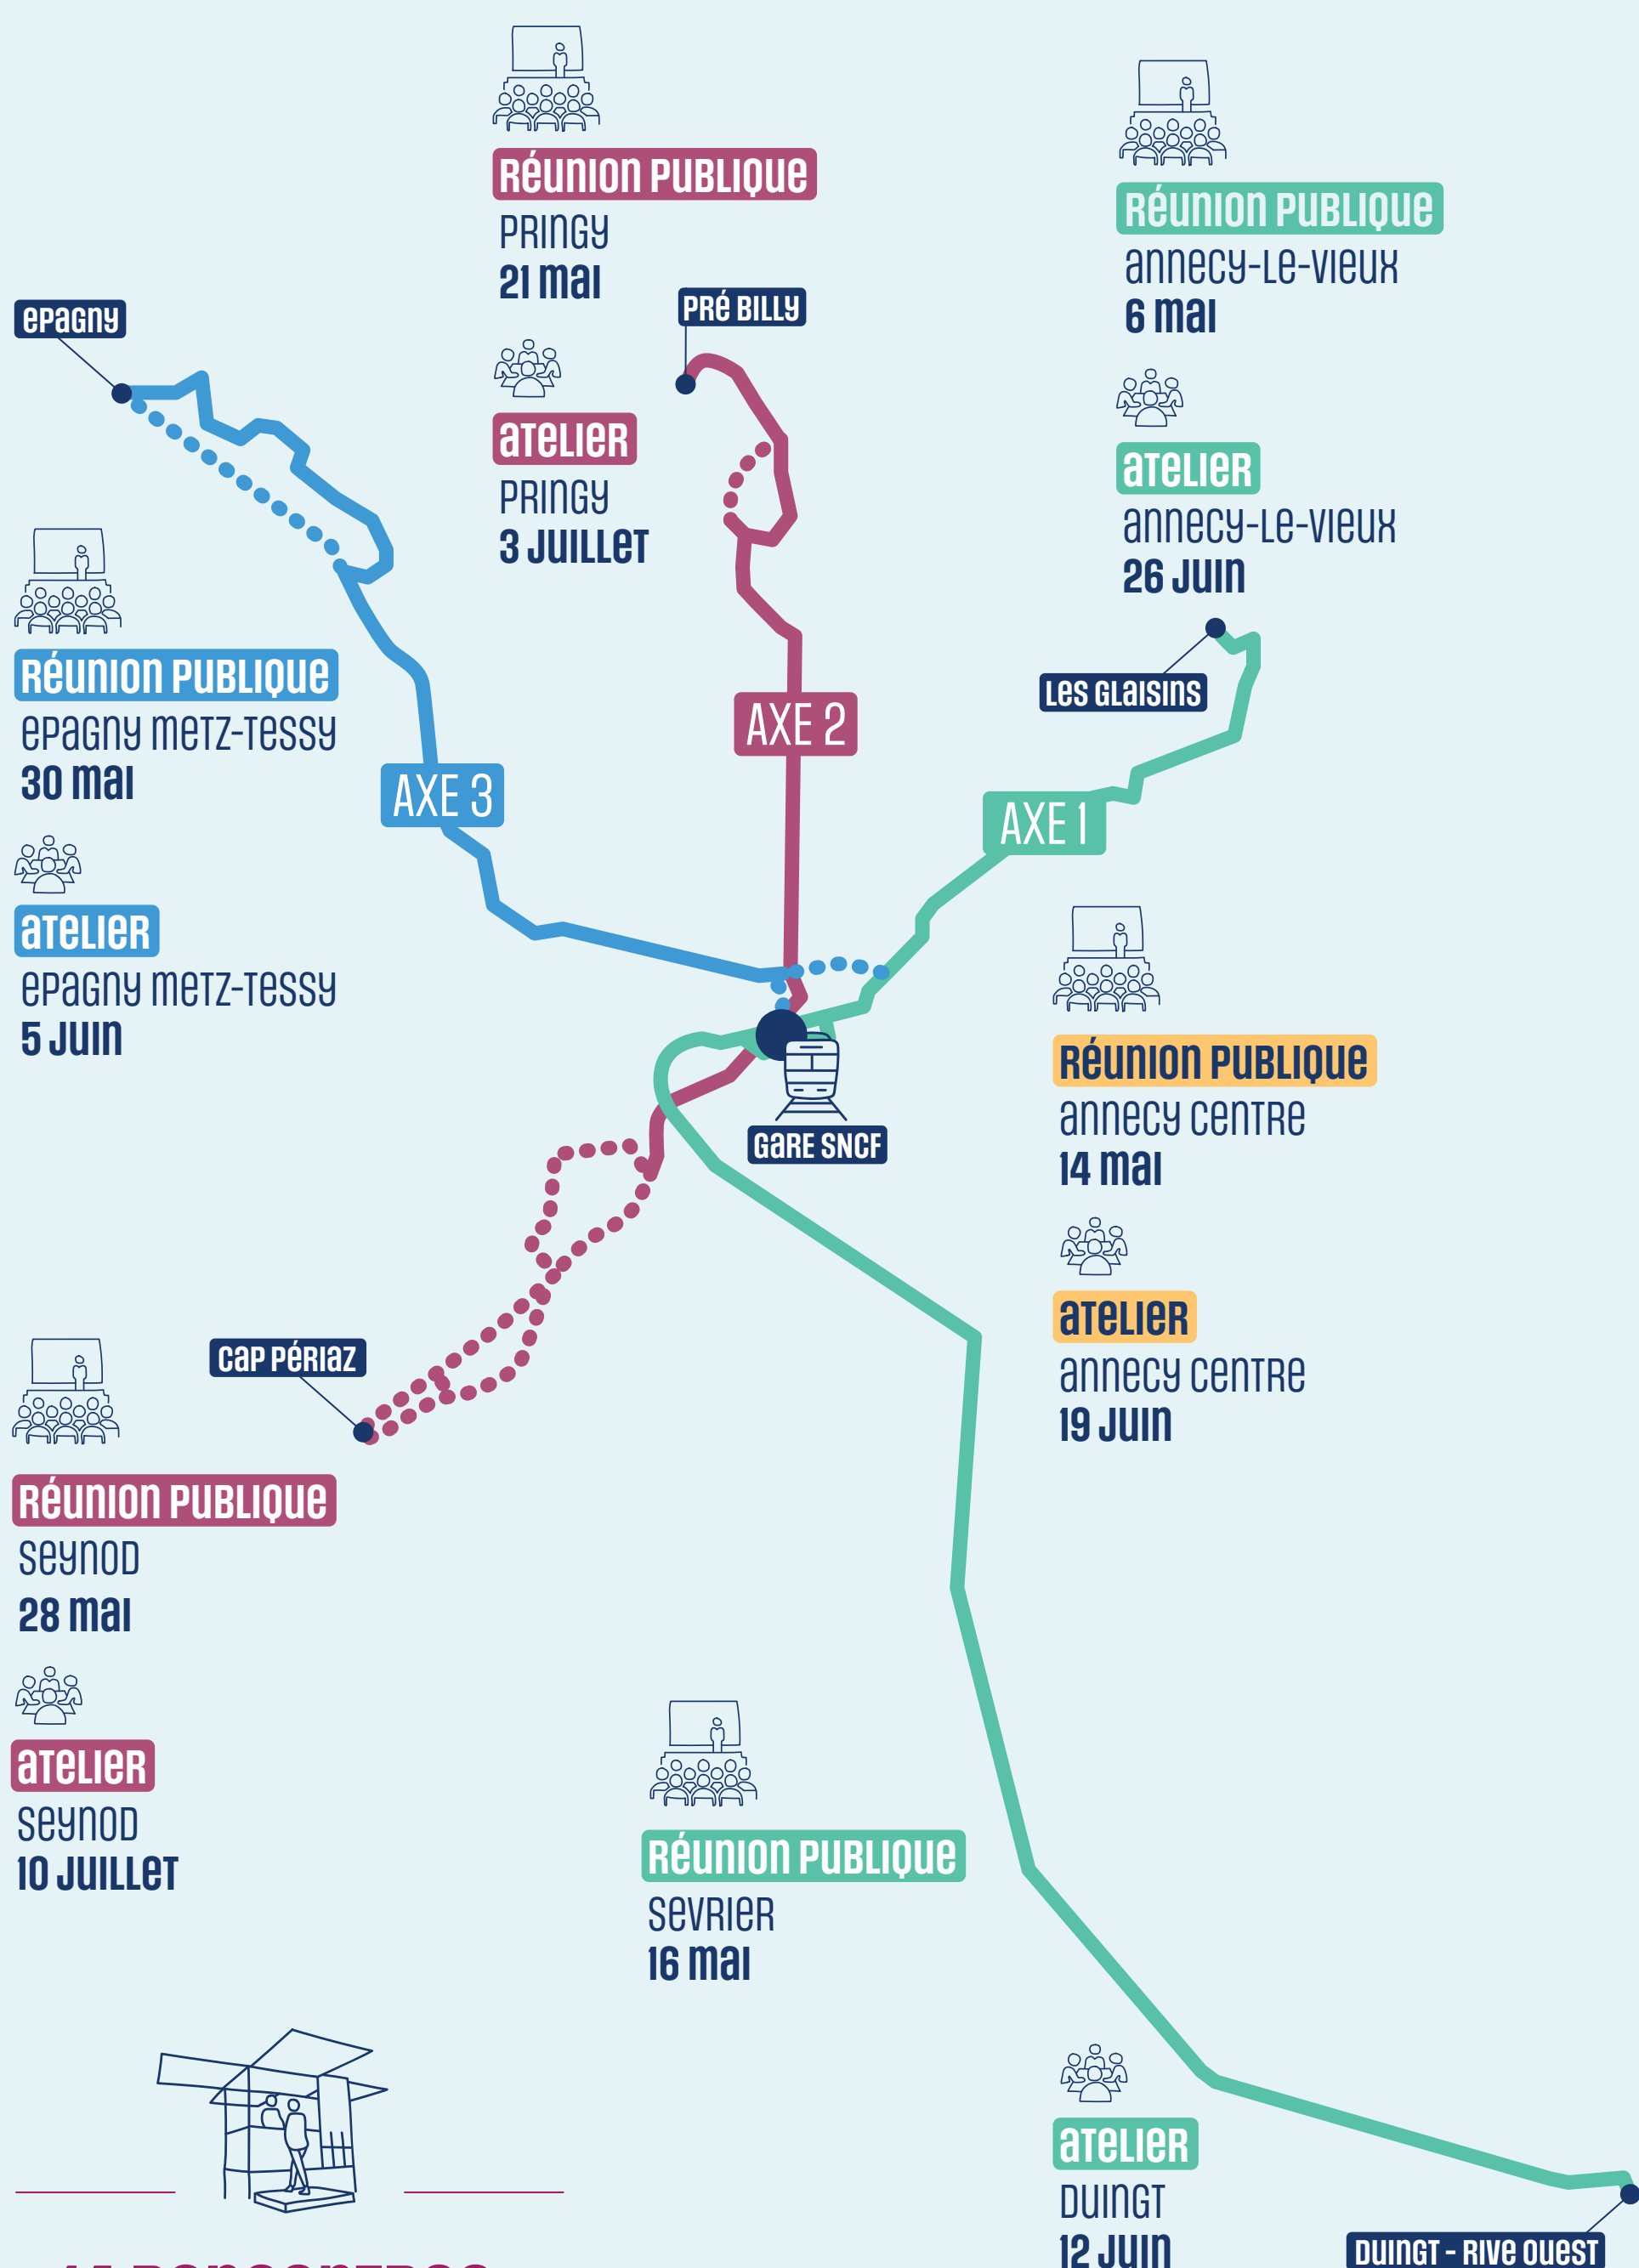 Réunion publique
Pringy
21 mai
Atelier
Pringy
3 juillet
Pré Billy
Réunion publique
Annecy-le-Vieux
6 mai
Atelier
Annecy-le-Vieux
26 juin
Les Glaisins
Epagny
Réunion publique
Epagny Metz-Tessy
30 mai
Atelier
Epagny Metz-Tessy
5 juin
AXE 3
AXE 2
AXE 1
Gare SNCF
Réunion publique
Annecy centre
14 mai
Atelier
Annecy centre
19 juin
Cap Périaz
Réunion publique
Seynod
28 mai
Atelier
Seynod
10 juillet
Réunion publique
Sevrier
16 mai
Atelier
Duingt
12 juin
Duingt - Rive Ouest